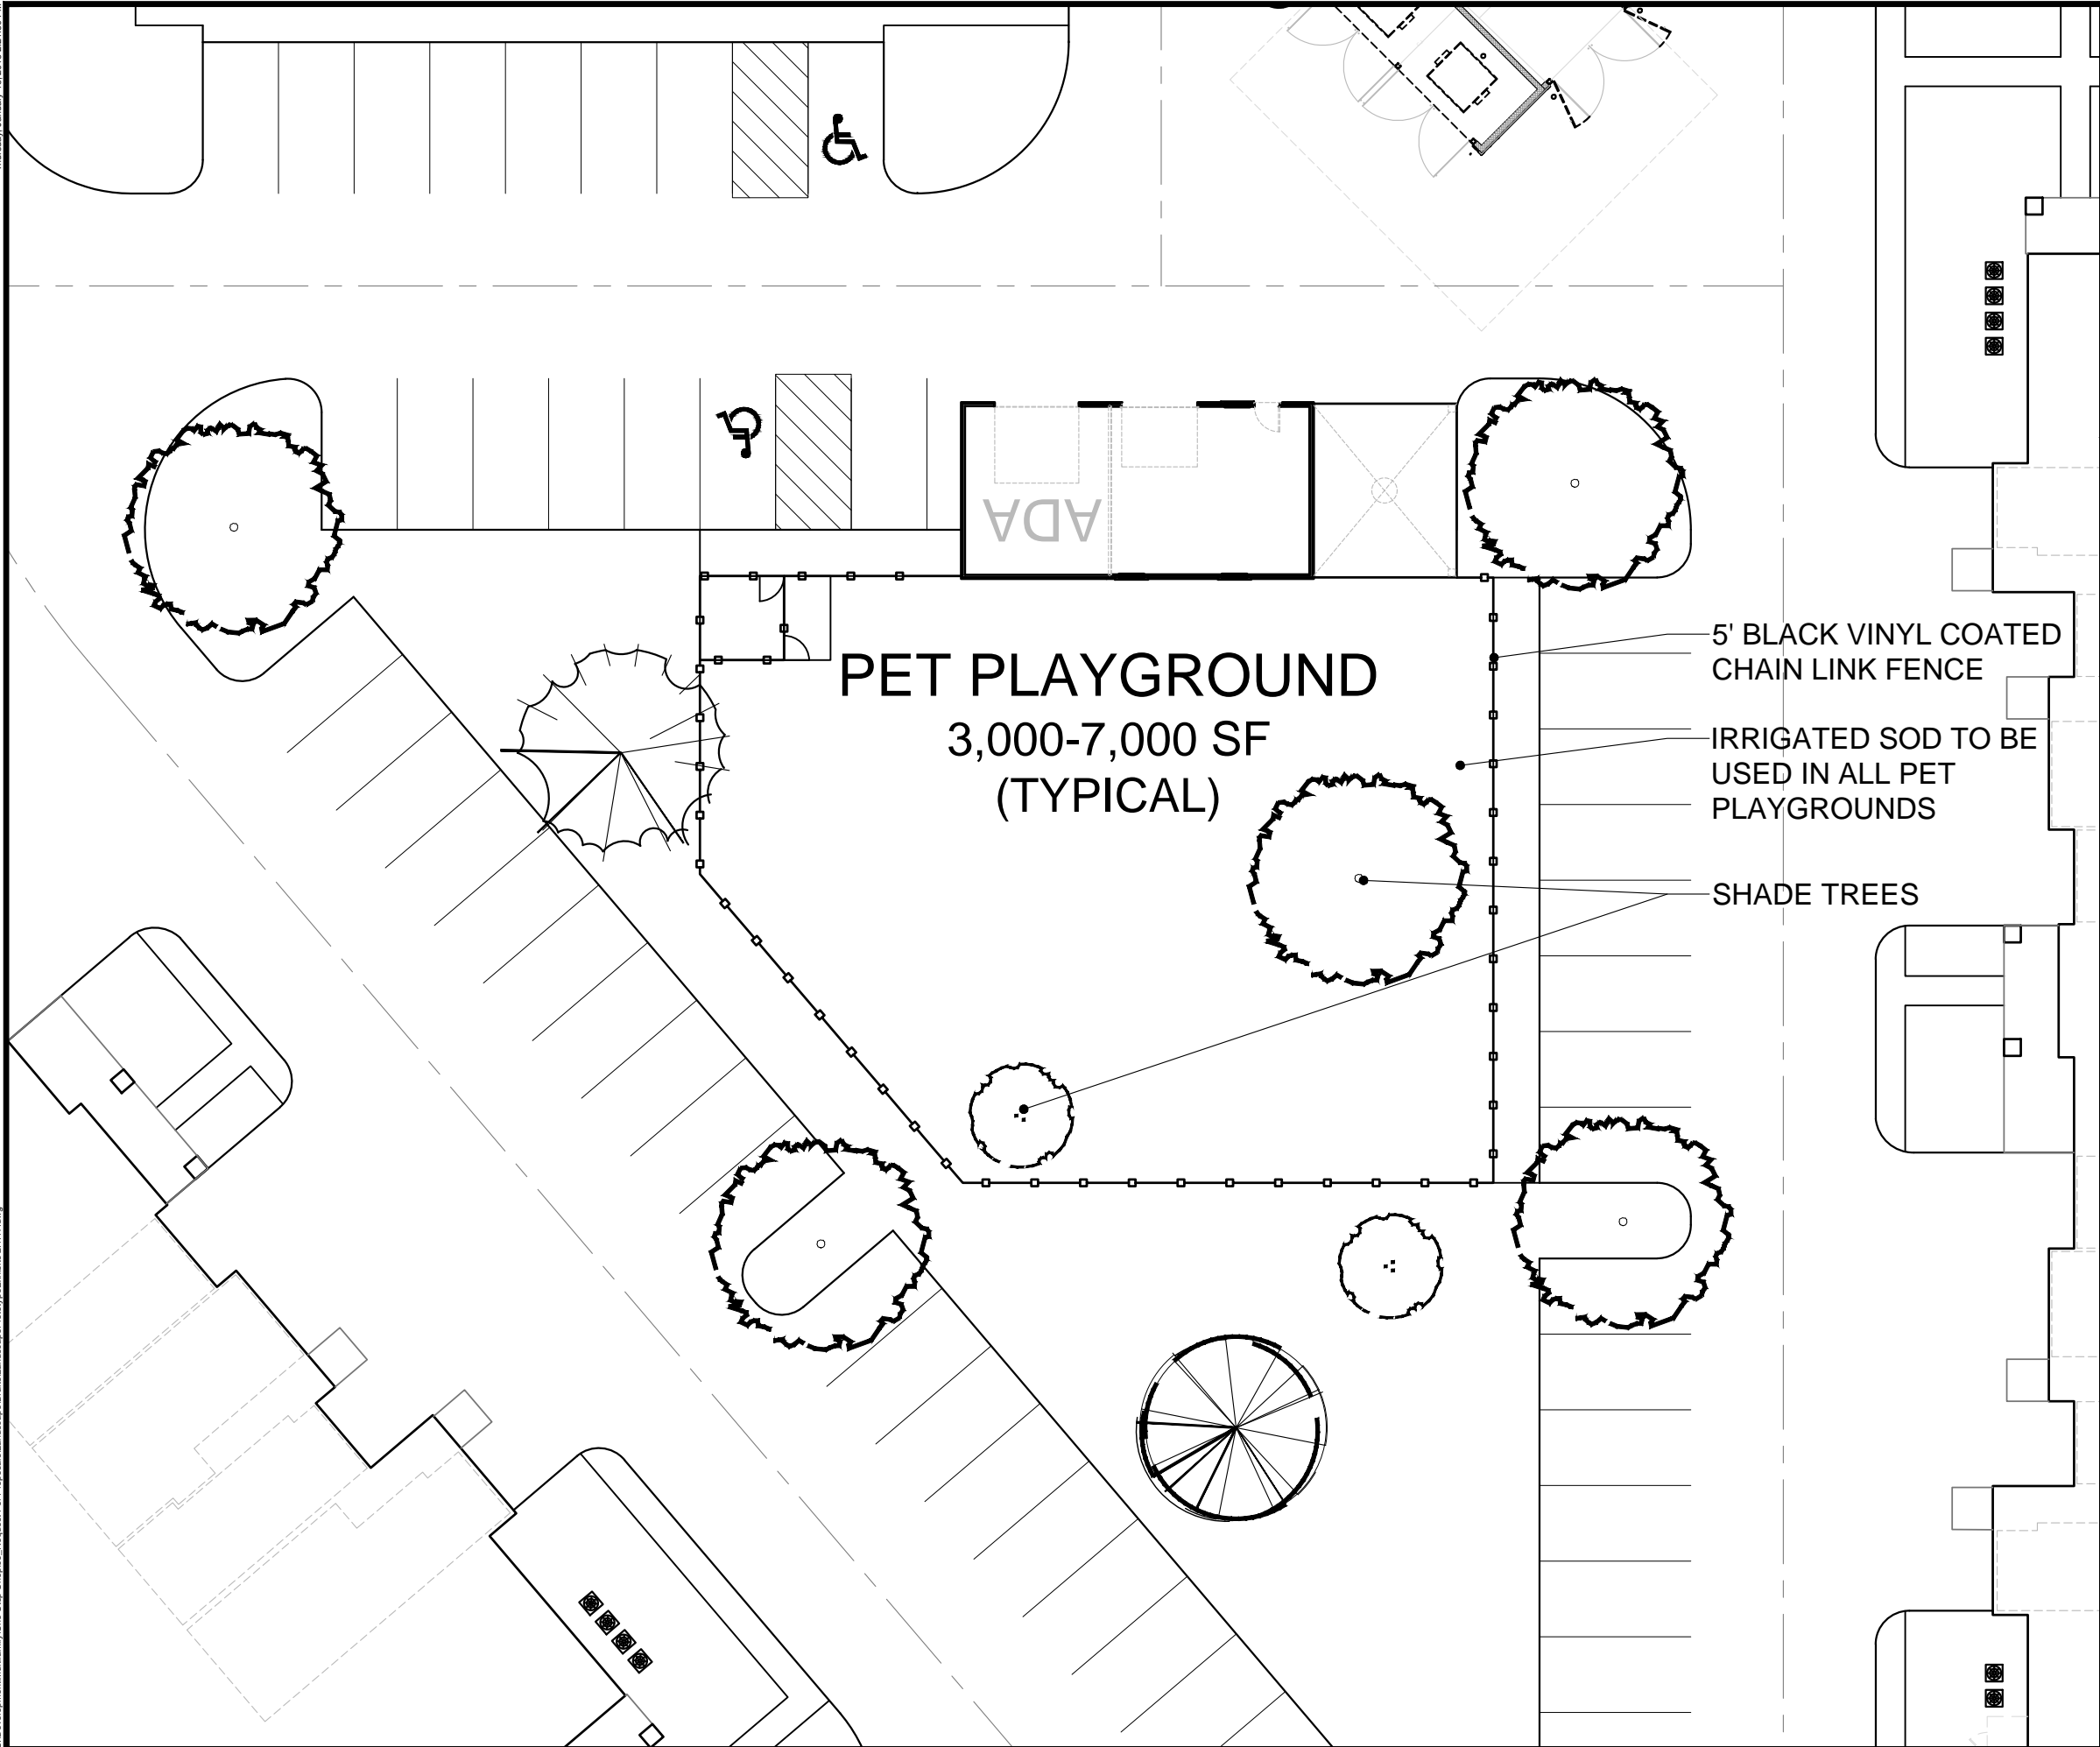 ADA
PET PLAYGROUND
3,000-7,000 SF
(TYPICAL)
5' BLACK VINYL COATED
CHAIN LINK FENCE
IRRIGATED SOD TO BE
USED IN ALL PET
PLAYGROUNDS
SHADE TREES